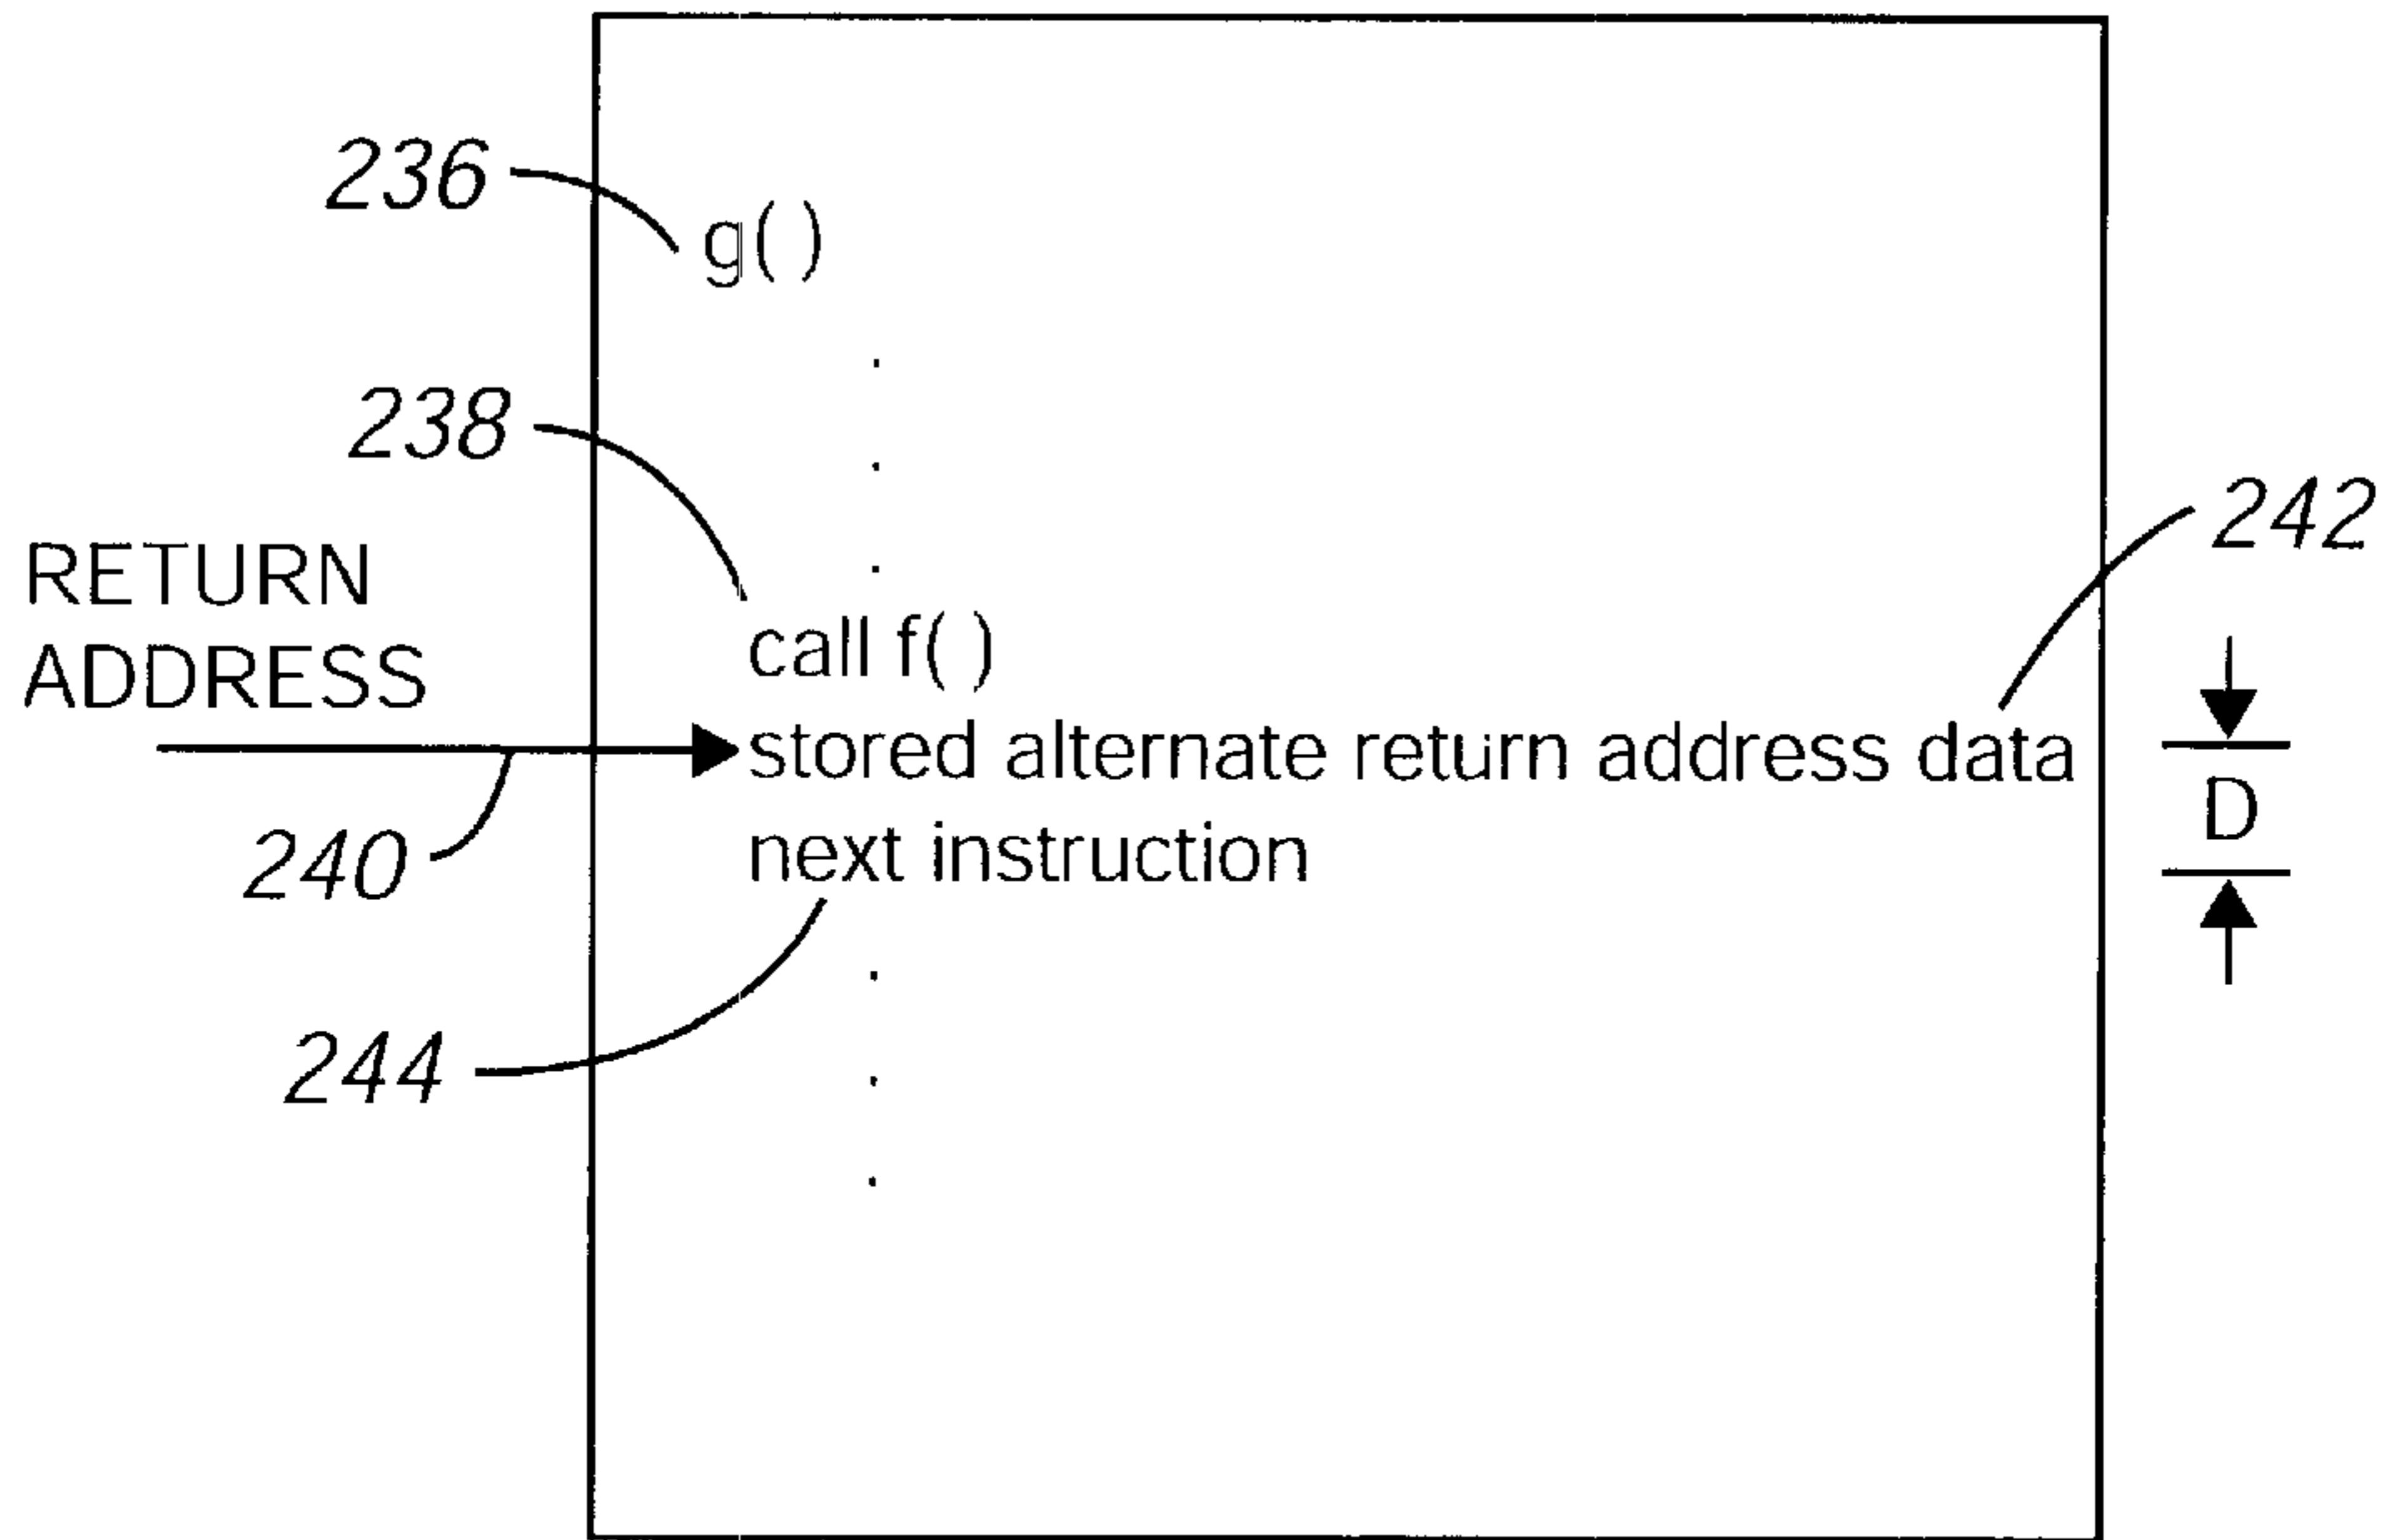 236
g( )
238
call f( )
242
RETURN
ADDRESS
stored alternate return address data
D
240
next instruction
244